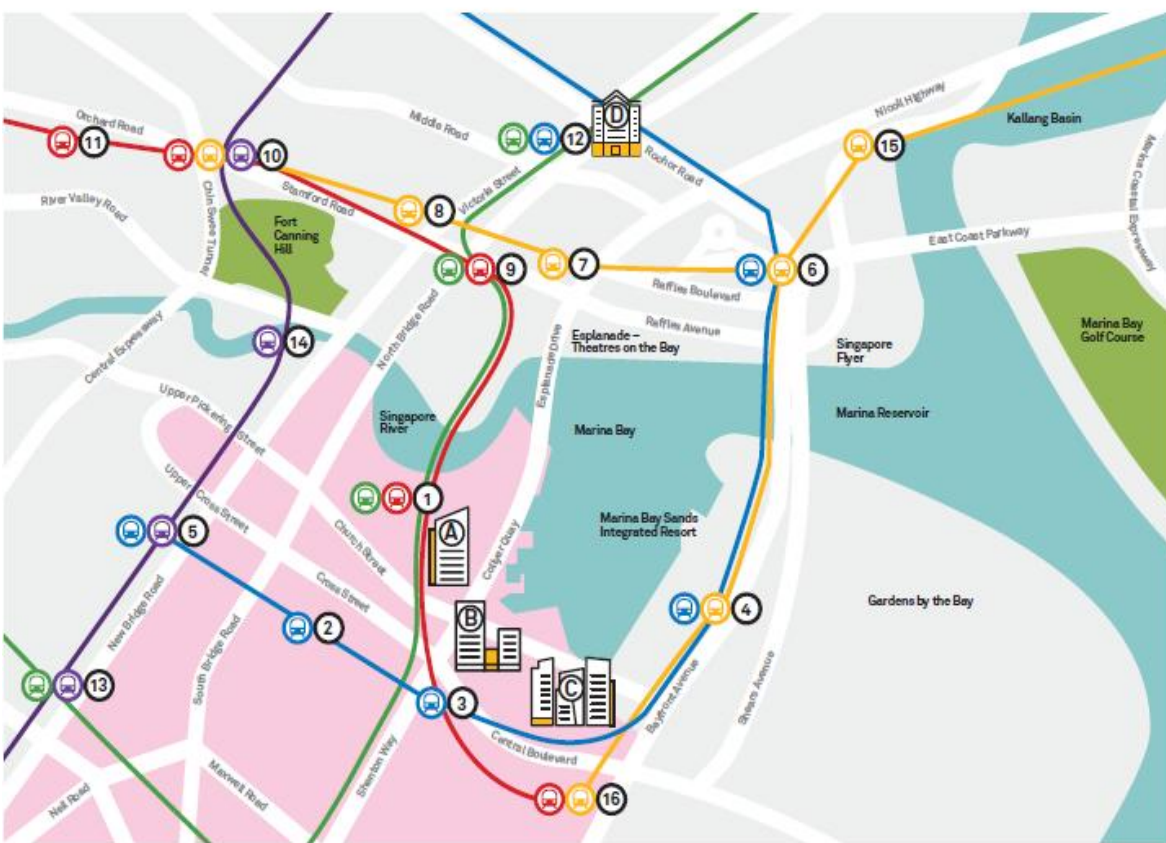 Orchard Road
11
10
Middle Road
12
D
Rochor Road
Nicoll Highway
15
Kallang Basin
Marina Coastal Expressway
River Valley Road
Chin Swee Tunnel
Stamford Road
Victoria Street
8
Fort
Canning
Hill
9
7
6
East Coast Parkway
Raffles Boulevard
Raffles Avenue
Central Expressway
14
North Bridge Road
Esplanade Drive
Esplanade –
Theatres on the Bay
Singapore
Flyer
Marina Bay
Golf Course
Upper Pickering Street
Singapore
River
Marina Bay
Marina Reservoir
Upper Cross Street
1
A
Church Street
Collyer Quay
Marina Bay Sands
Integrated Resort
5
Cross Street
B
4
Gardens by the Bay
New Bridge Road
2
South Bridge Road
13
3
C
Bayfront Avenue
Shears Avenue
Central Boulevard
Shenton Way
Neil Road
Maxwell Road
16